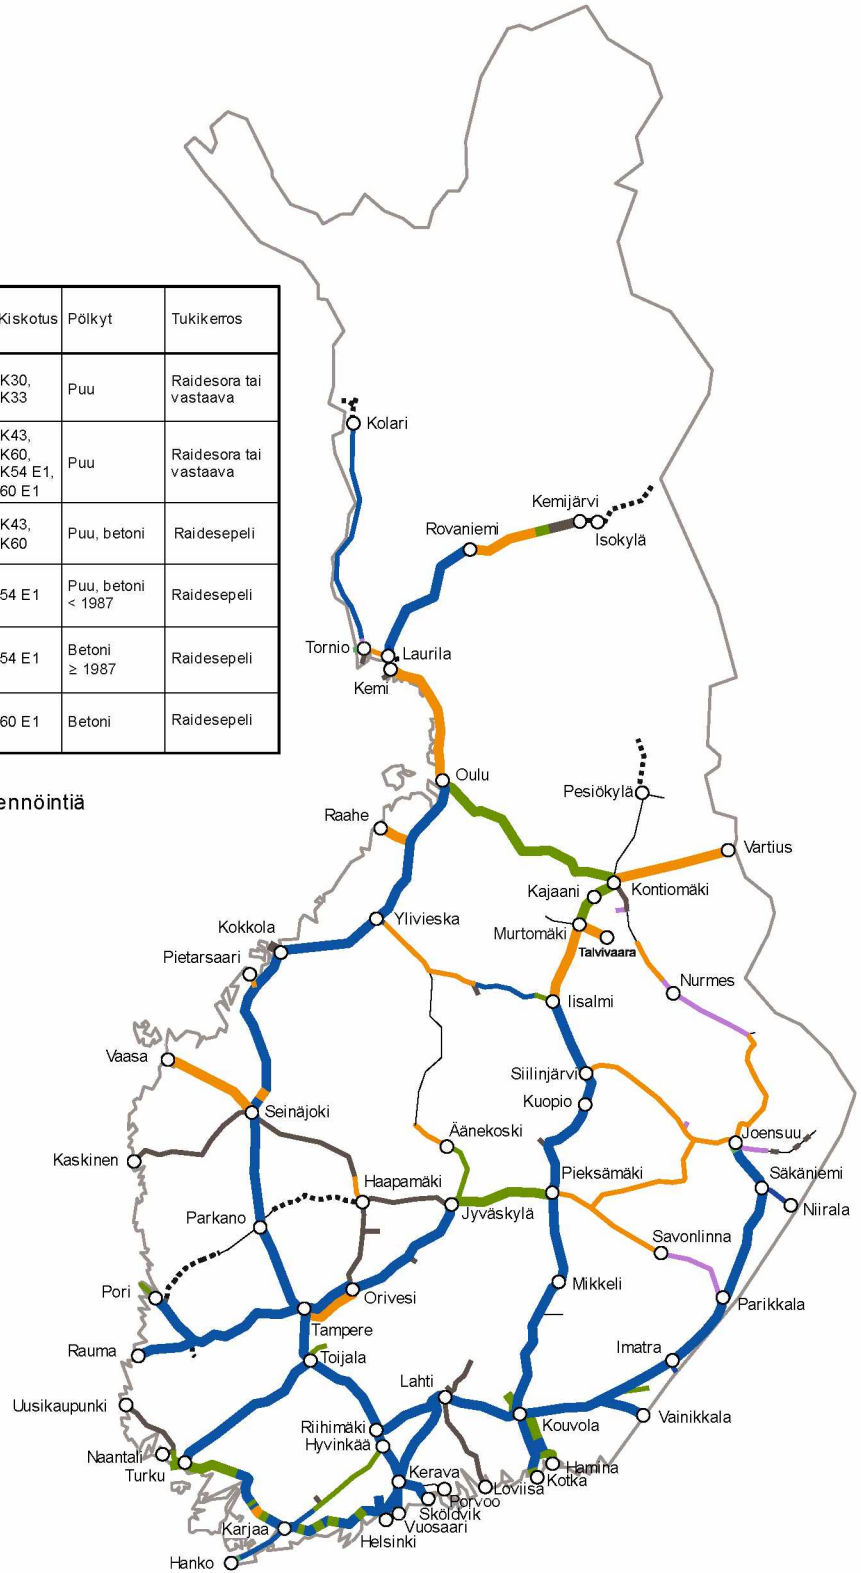 Kiskotus Pölkyt Tukikerros
K30,
K33
Puu
Raidesora tai
vastaava
K43,
K60,
K54 E1,
60 E1
Puu
Raidesora tai
vastaava
K43,
K60
Puu, betoni
Raidesepeli
54 E1
Puu, betoni
< 1987
Raidesepeli
54 E1
Betoni
≥ 1987
Raidesepeli
60 E1
Betoni
Raidesepeli
ennöintiä
Kolari
Kemijärvi
Rovaniemi
Isokylä
Tornio
Laurila
Kemi
Oulu
Pesiökylä
Raahe
Vartius
Kajaani
Kontiomäki
Ylivieska
Kokkola
Murtomäki
Talvivaara
Pietarsaari
Nurmes
Iisalmi
Vaasa
Siilinjärvi
Kuopio
Seinäjoki
Äänekoski
Joensuu
Kaskinen
Haapamäki
Pieksämäki
Säkäniemi
Niirala
Jyväskylä
Parkano
Savonlinna
Mikkeli
Pori
Orivesi
Parikkala
Tampere
Rauma
Toijala
Imatra
Lahti
Uusikaupunki
Vainikkala
Kouvola
Riihimäki
Hyvinkää
Naantali
Turku
Hamina
Kerava
Kotka
Loviisa
Porvoo
Sköldvik
Vuosaari
Karjaa
Helsinki
Hanko